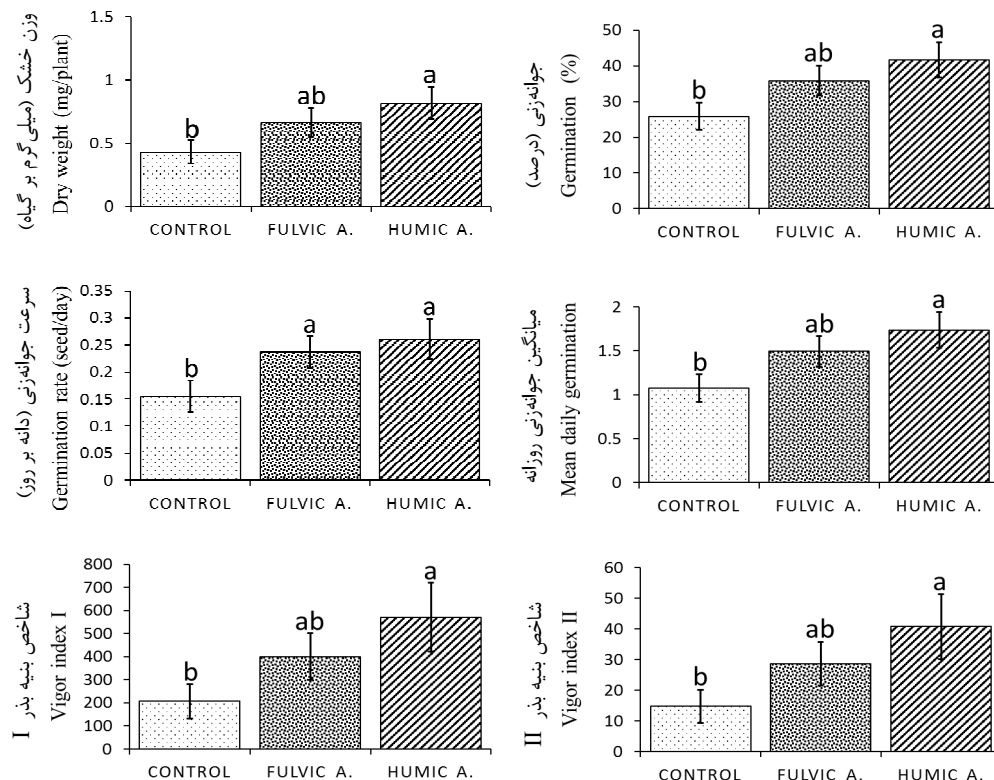 وزن خشک (میلی گرم بر گیاه)
Dry weight (mg/plant)
1.5
1
0.5
0
b
ab
a
CONTROL
FULVIC A.
HUMIC A.
جوانه‌زنی (درصد)
Germination (%)
50
40
30
20
10
0
b
ab
a
CONTROL
FULVIC A.
HUMIC A.
سرعت جوانه‌زنی (دانه بر روز)
Germination rate (seed/day)
0.35
0.3
0.25
0.2
0.15
0.1
0.05
0
b
a
a
CONTROL
FULVIC A.
HUMIC A.
میانگین جوانه‌زنی روزانه
Mean daily germination
2
1.5
1
0.5
0
b
ab
a
CONTROL
FULVIC A.
HUMIC A.
شاخص بنیه بذر I
Vigor index I
800
700
600
500
400
300
200
100
0
b
ab
a
CONTROL
FULVIC A.
HUMIC A.
شاخص بنیه بذر II
Vigor index II
60
50
40
30
20
10
0
b
ab
a
CONTROL
FULVIC A.
HUMIC A.